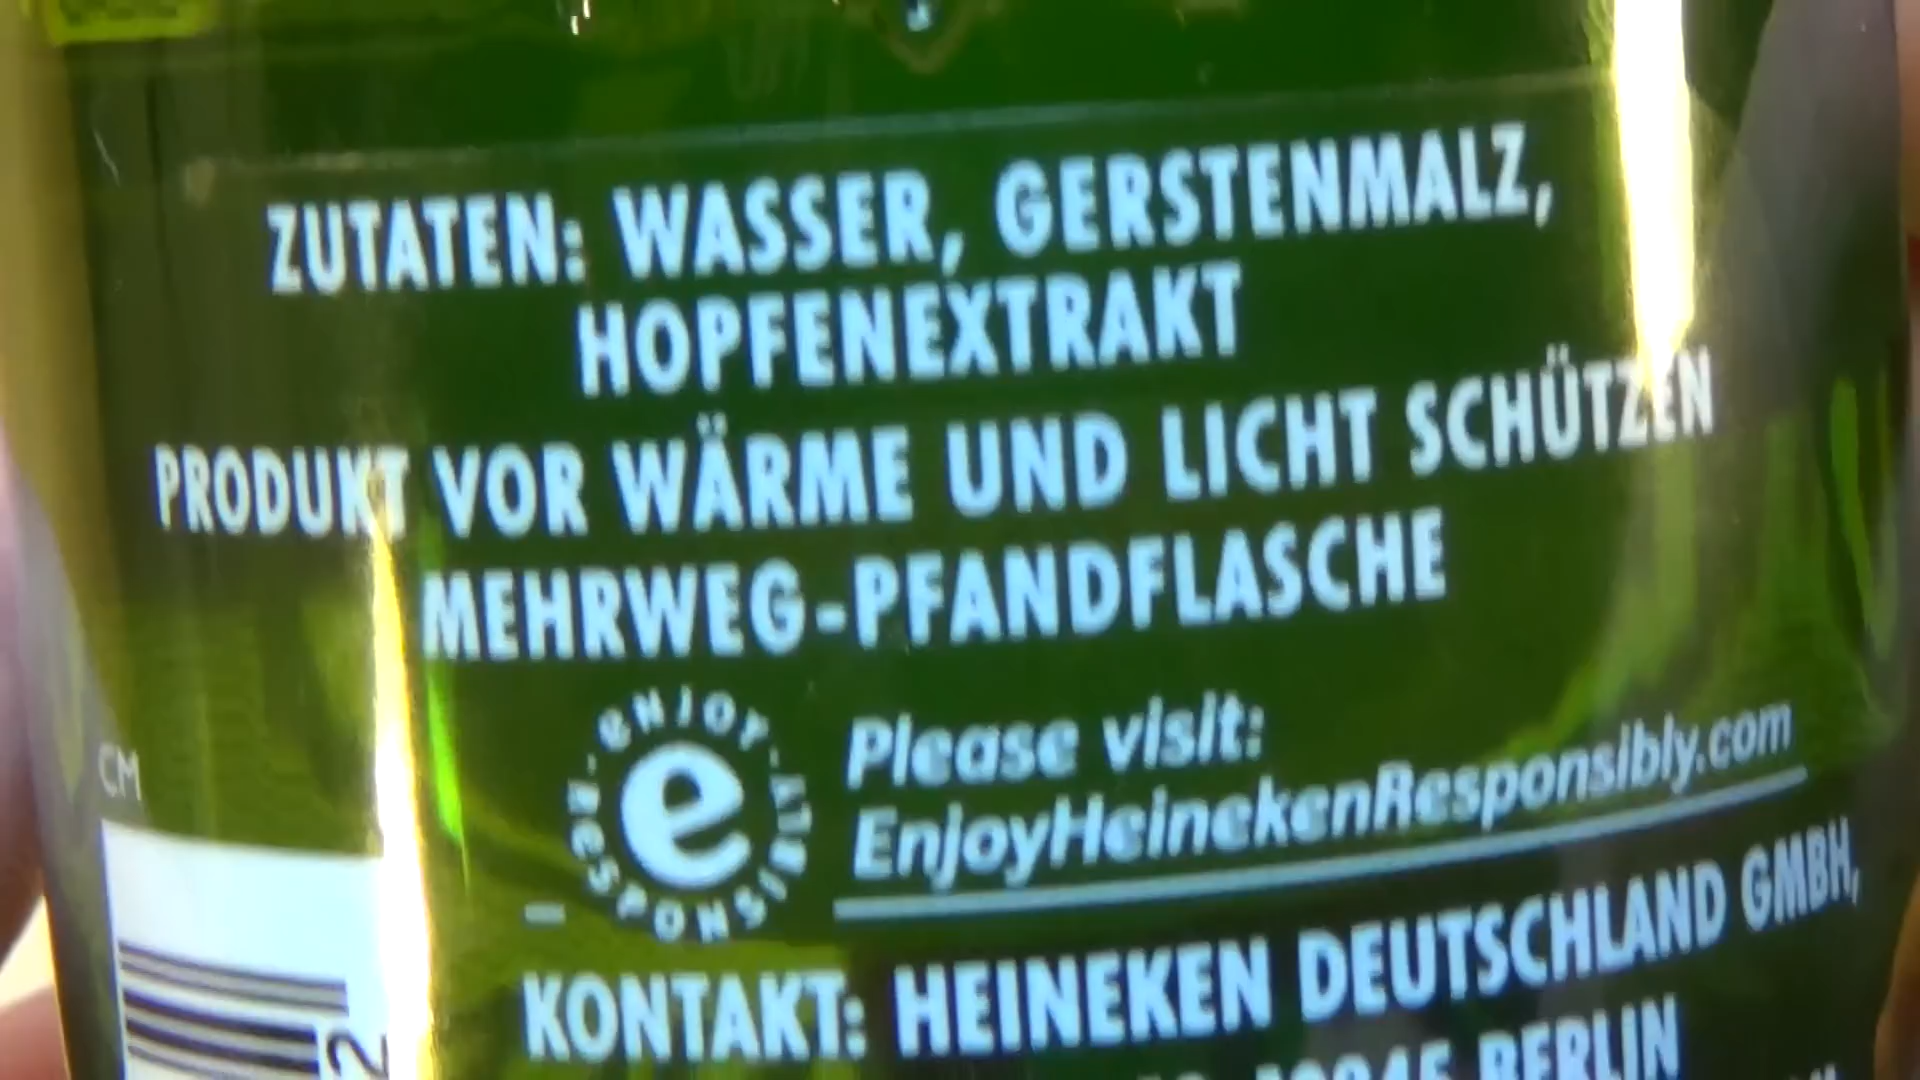 ZUTATEN: WASSER, GERSTENMALZ,
HOPFENEXTRAKT
PRODUKT VOR WÄRME UND LICHT SCHÜTZEN
MEHRWEG-PFANDFLASCHE
ENJOY RESPONSIBLY
e
Please visit:
EnjoyHeinekenResponsibly.com
CM
KONTAKT: HEINEKEN DEUTSCHLAND GMBH,
BERLIN
2